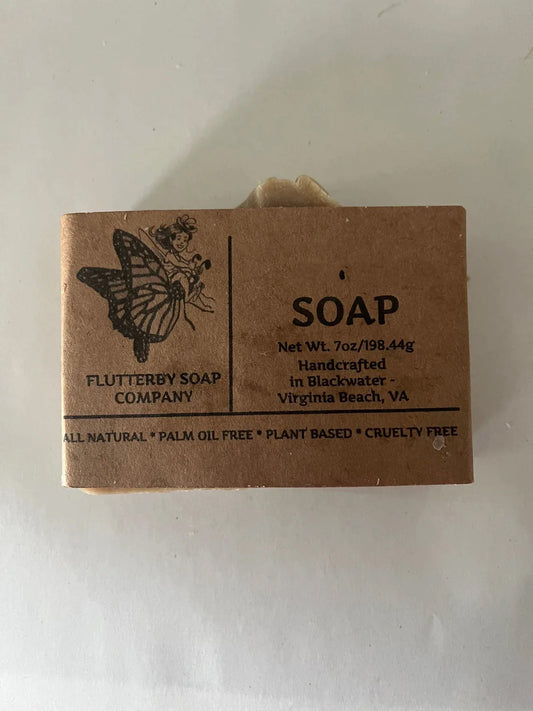 FLUTTERBY SOAP
COMPANY
SOAP
Net Wt. 7oz/198.44g
Handcrafted
in Blackwater -
Virginia Beach, VA
ALL NATURAL * PALM OIL FREE * PLANT BASED * CRUELTY FREE